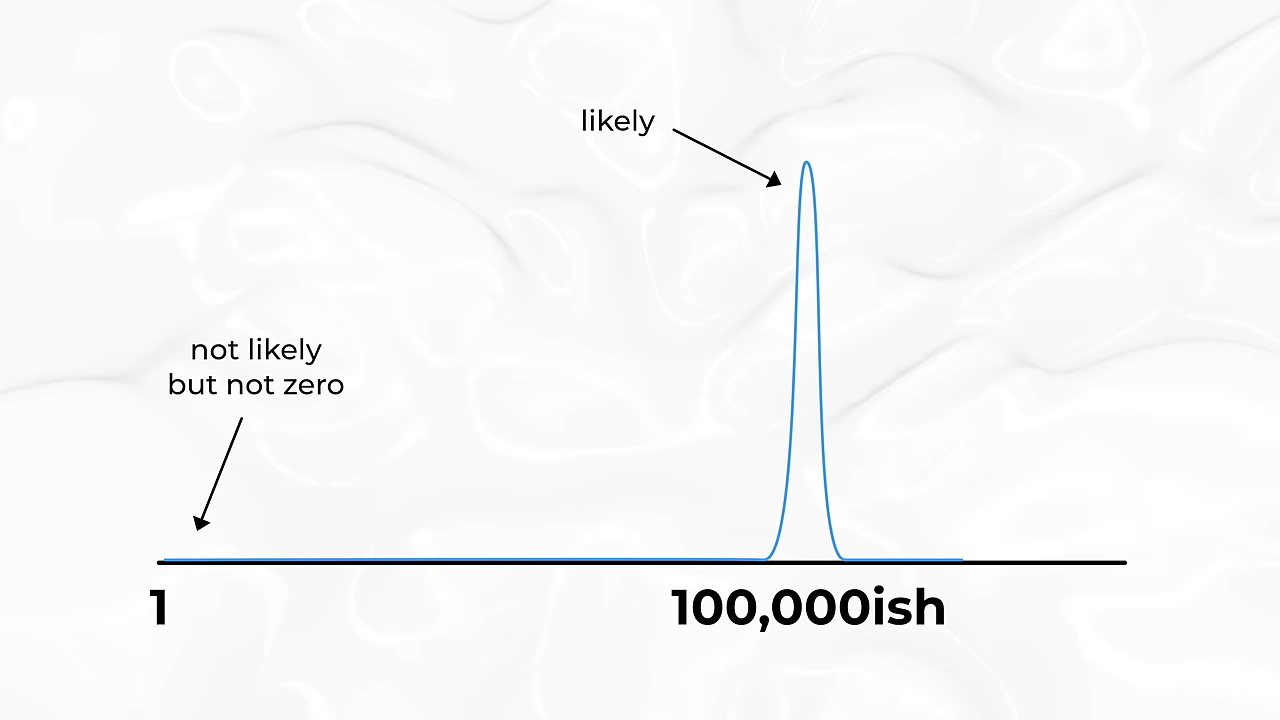 likely
not likely
but not zero
1
100,000ish